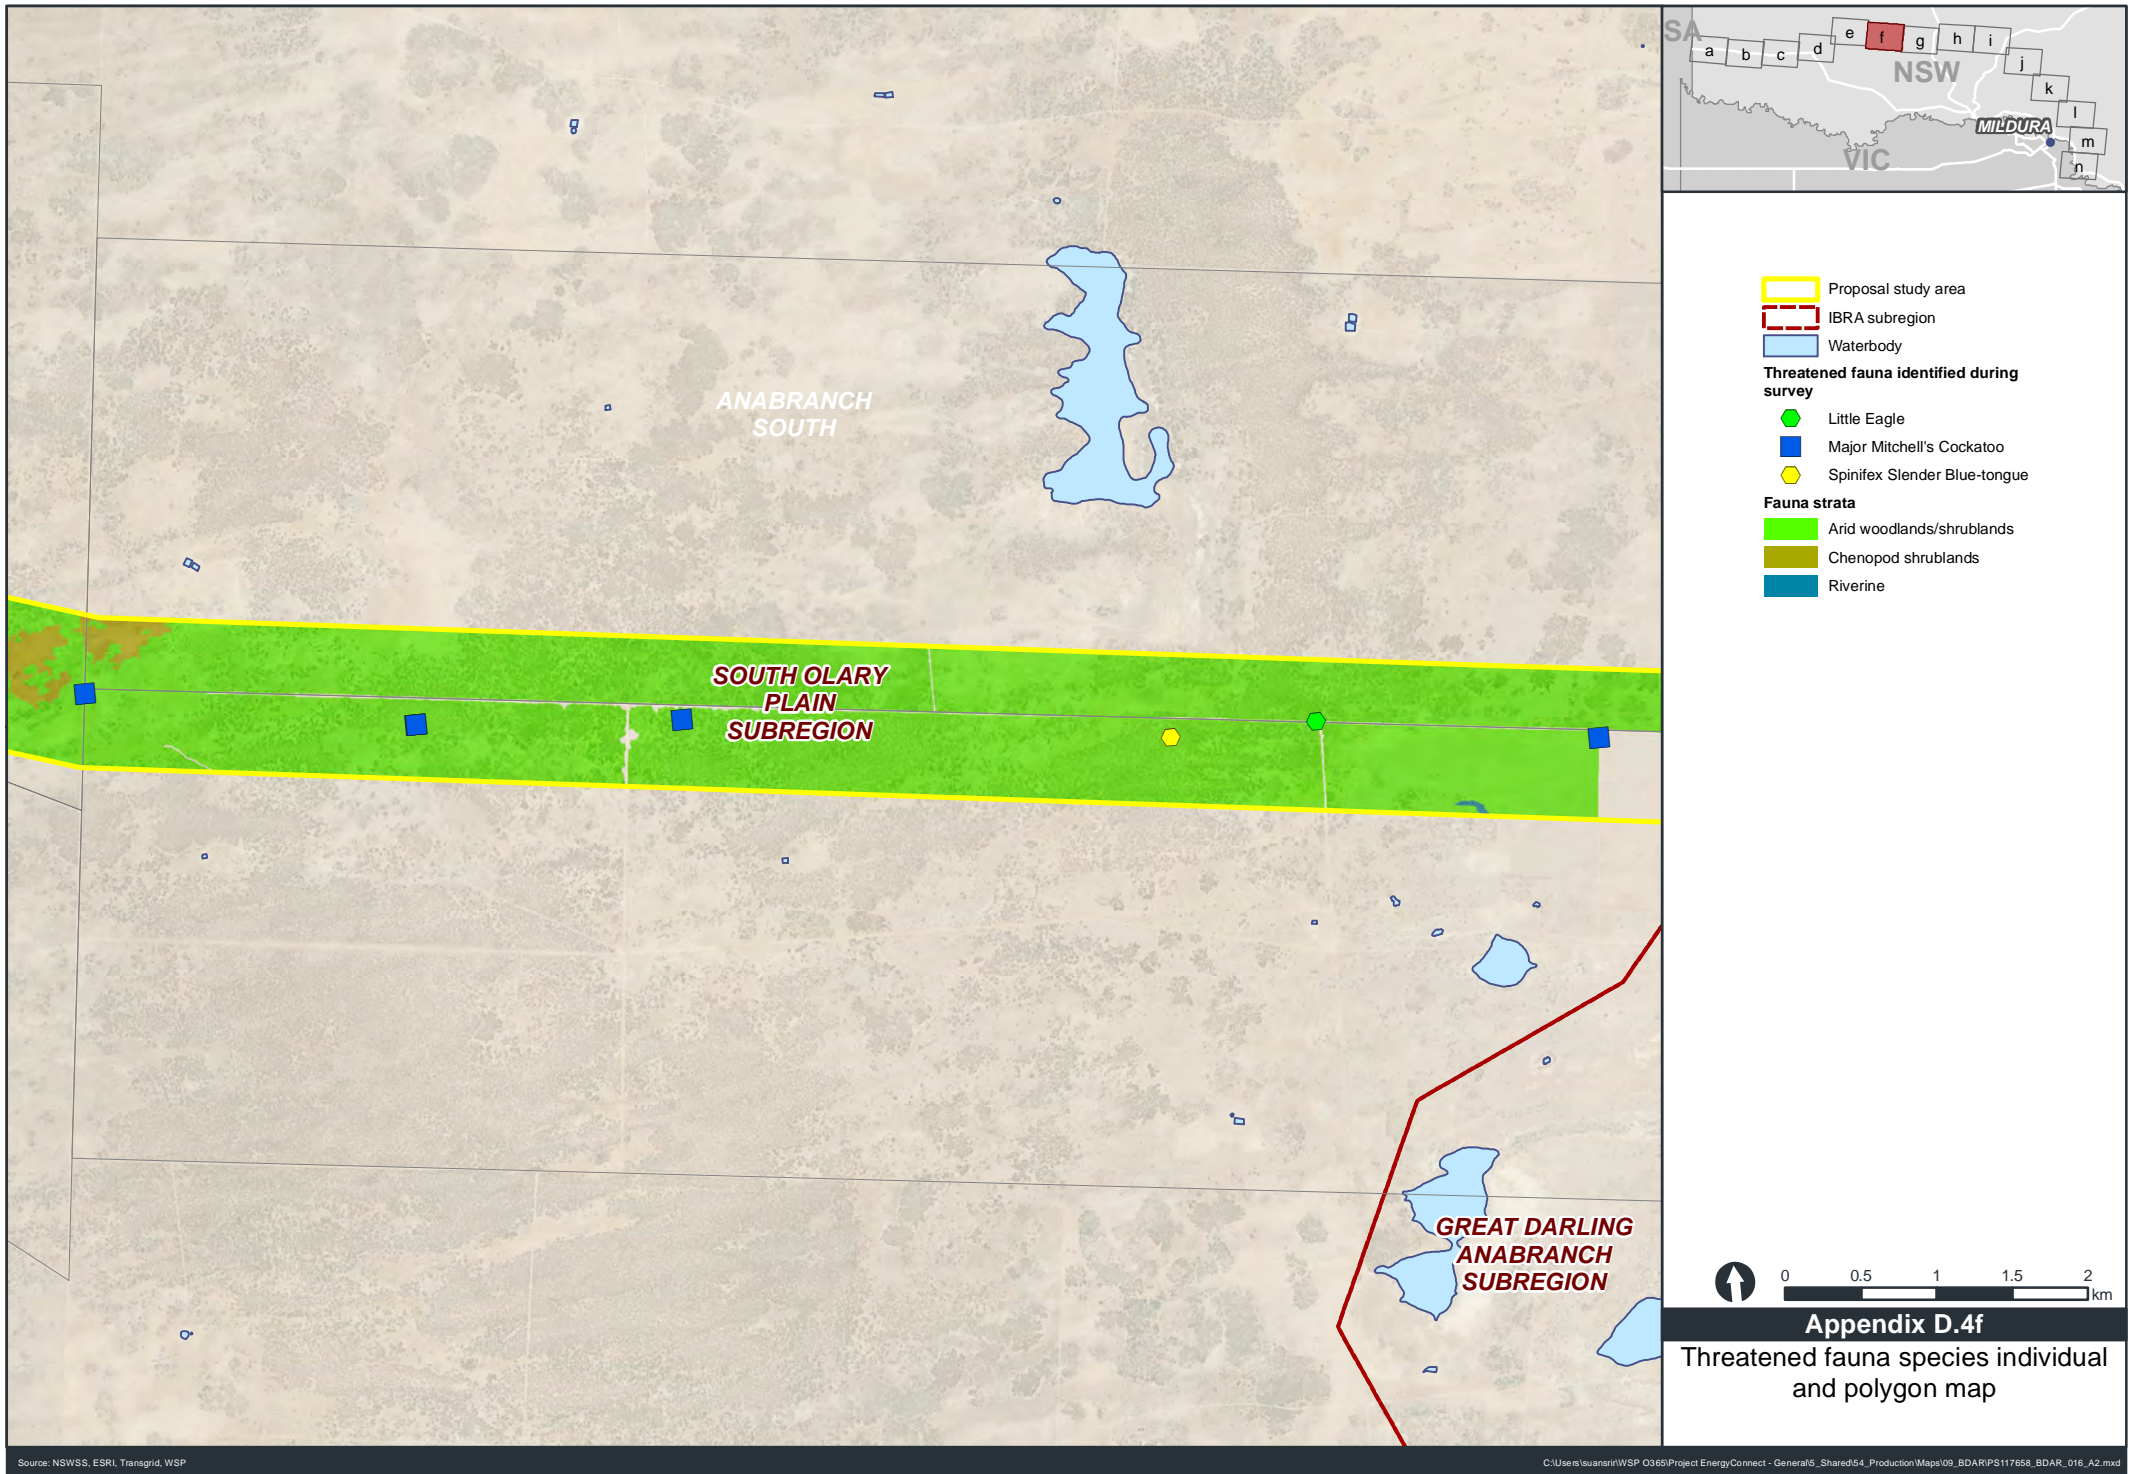 ANABRANCH
SOUTH
SOUTH OLARY
PLAIN
SUBREGION
GREAT DARLING
ANABRANCH
SUBREGION
SA
a
b
c
d
e
f
g
h
i
j
k
l
m
n
NSW
MILDURA
VIC
Proposal study area
IBRA subregion
Waterbody
Threatened fauna identified during
survey
Little Eagle
Major Mitchell's Cockatoo
Spinifex Slender Blue-tongue
Fauna strata
Arid woodlands/shrublands
Chenopod shrublands
Riverine
0 0.5 1 1.5 2
km
Appendix D.4f
Threatened fauna species individual
and polygon map
Source: NSWSS, ESRI, Transgrid, WSP
C:\Users\suansrir\WSP O365\Project EnergyConnect - General\5_Shared\54_Production\Maps\09_BDAR\PS117658_BDAR_016_A2.mxd